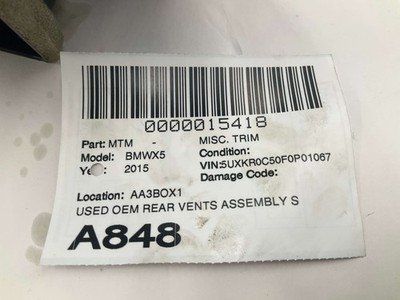 0000015418
Part: MTM - MISC. TRIM
Model: BMWX5 Condition:
Year: 2015 VIN:5UXKR0C50F0P01067
Damage Code:
Location: AA3BOX1
USED OEM REAR VENTS ASSEMBLY S
A848